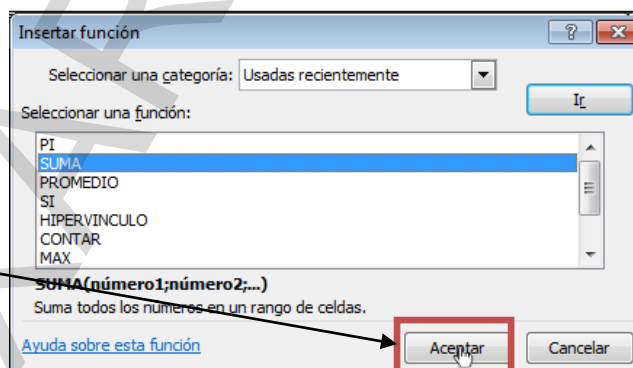 Insertar función
Seleccionar una categoría: Usadas recientemente
Ir
Seleccionar una función:
PI
SUMA
PROMEDIO
SI
HIPERVINCULO
CONTAR
MAX
SUMA(número1;número2;...)
Suma todos los números en un rango de celdas.
Ayuda sobre esta función
Aceptar
Cancelar